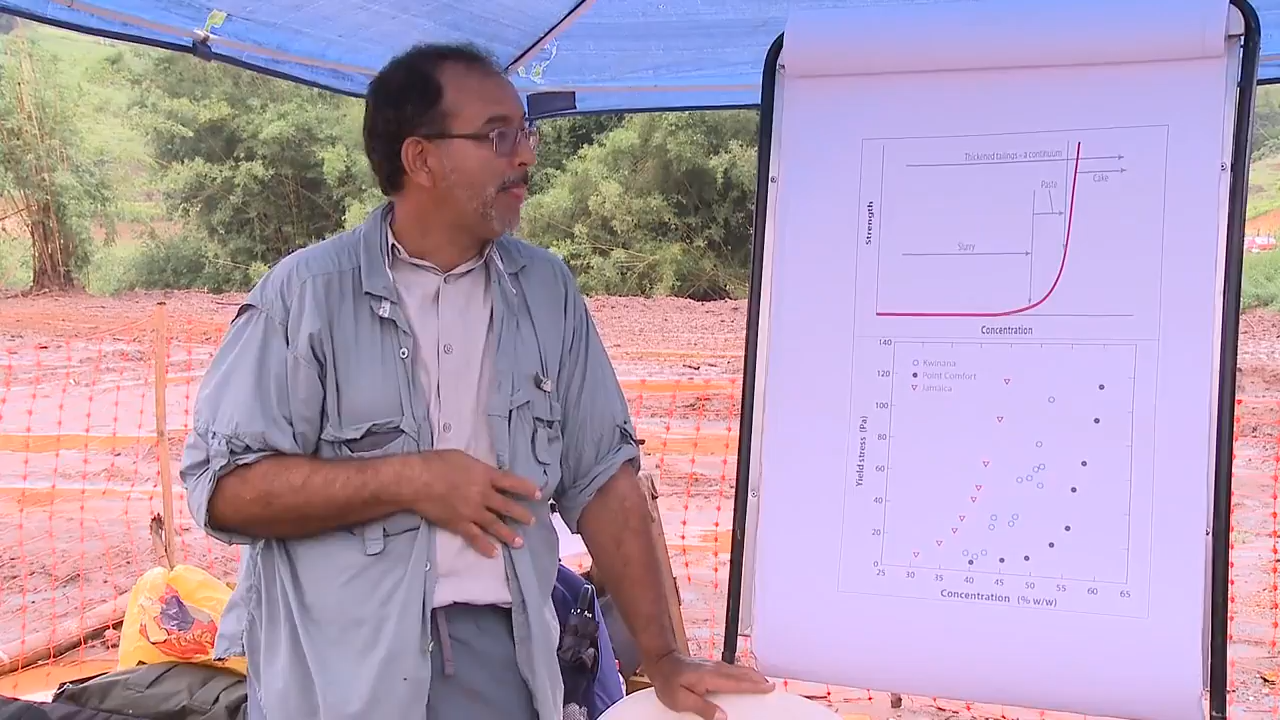 Thickened tailings – a continuum
Cake
Paste
Slurry
Strength
Concentration
140
120
100
80
60
40
20
0
Kwinana
Point Comfort
Jamaica
Yield stress (Pa)
25 30 35 40 45 50 55 60 65
Concentration (% w/w)